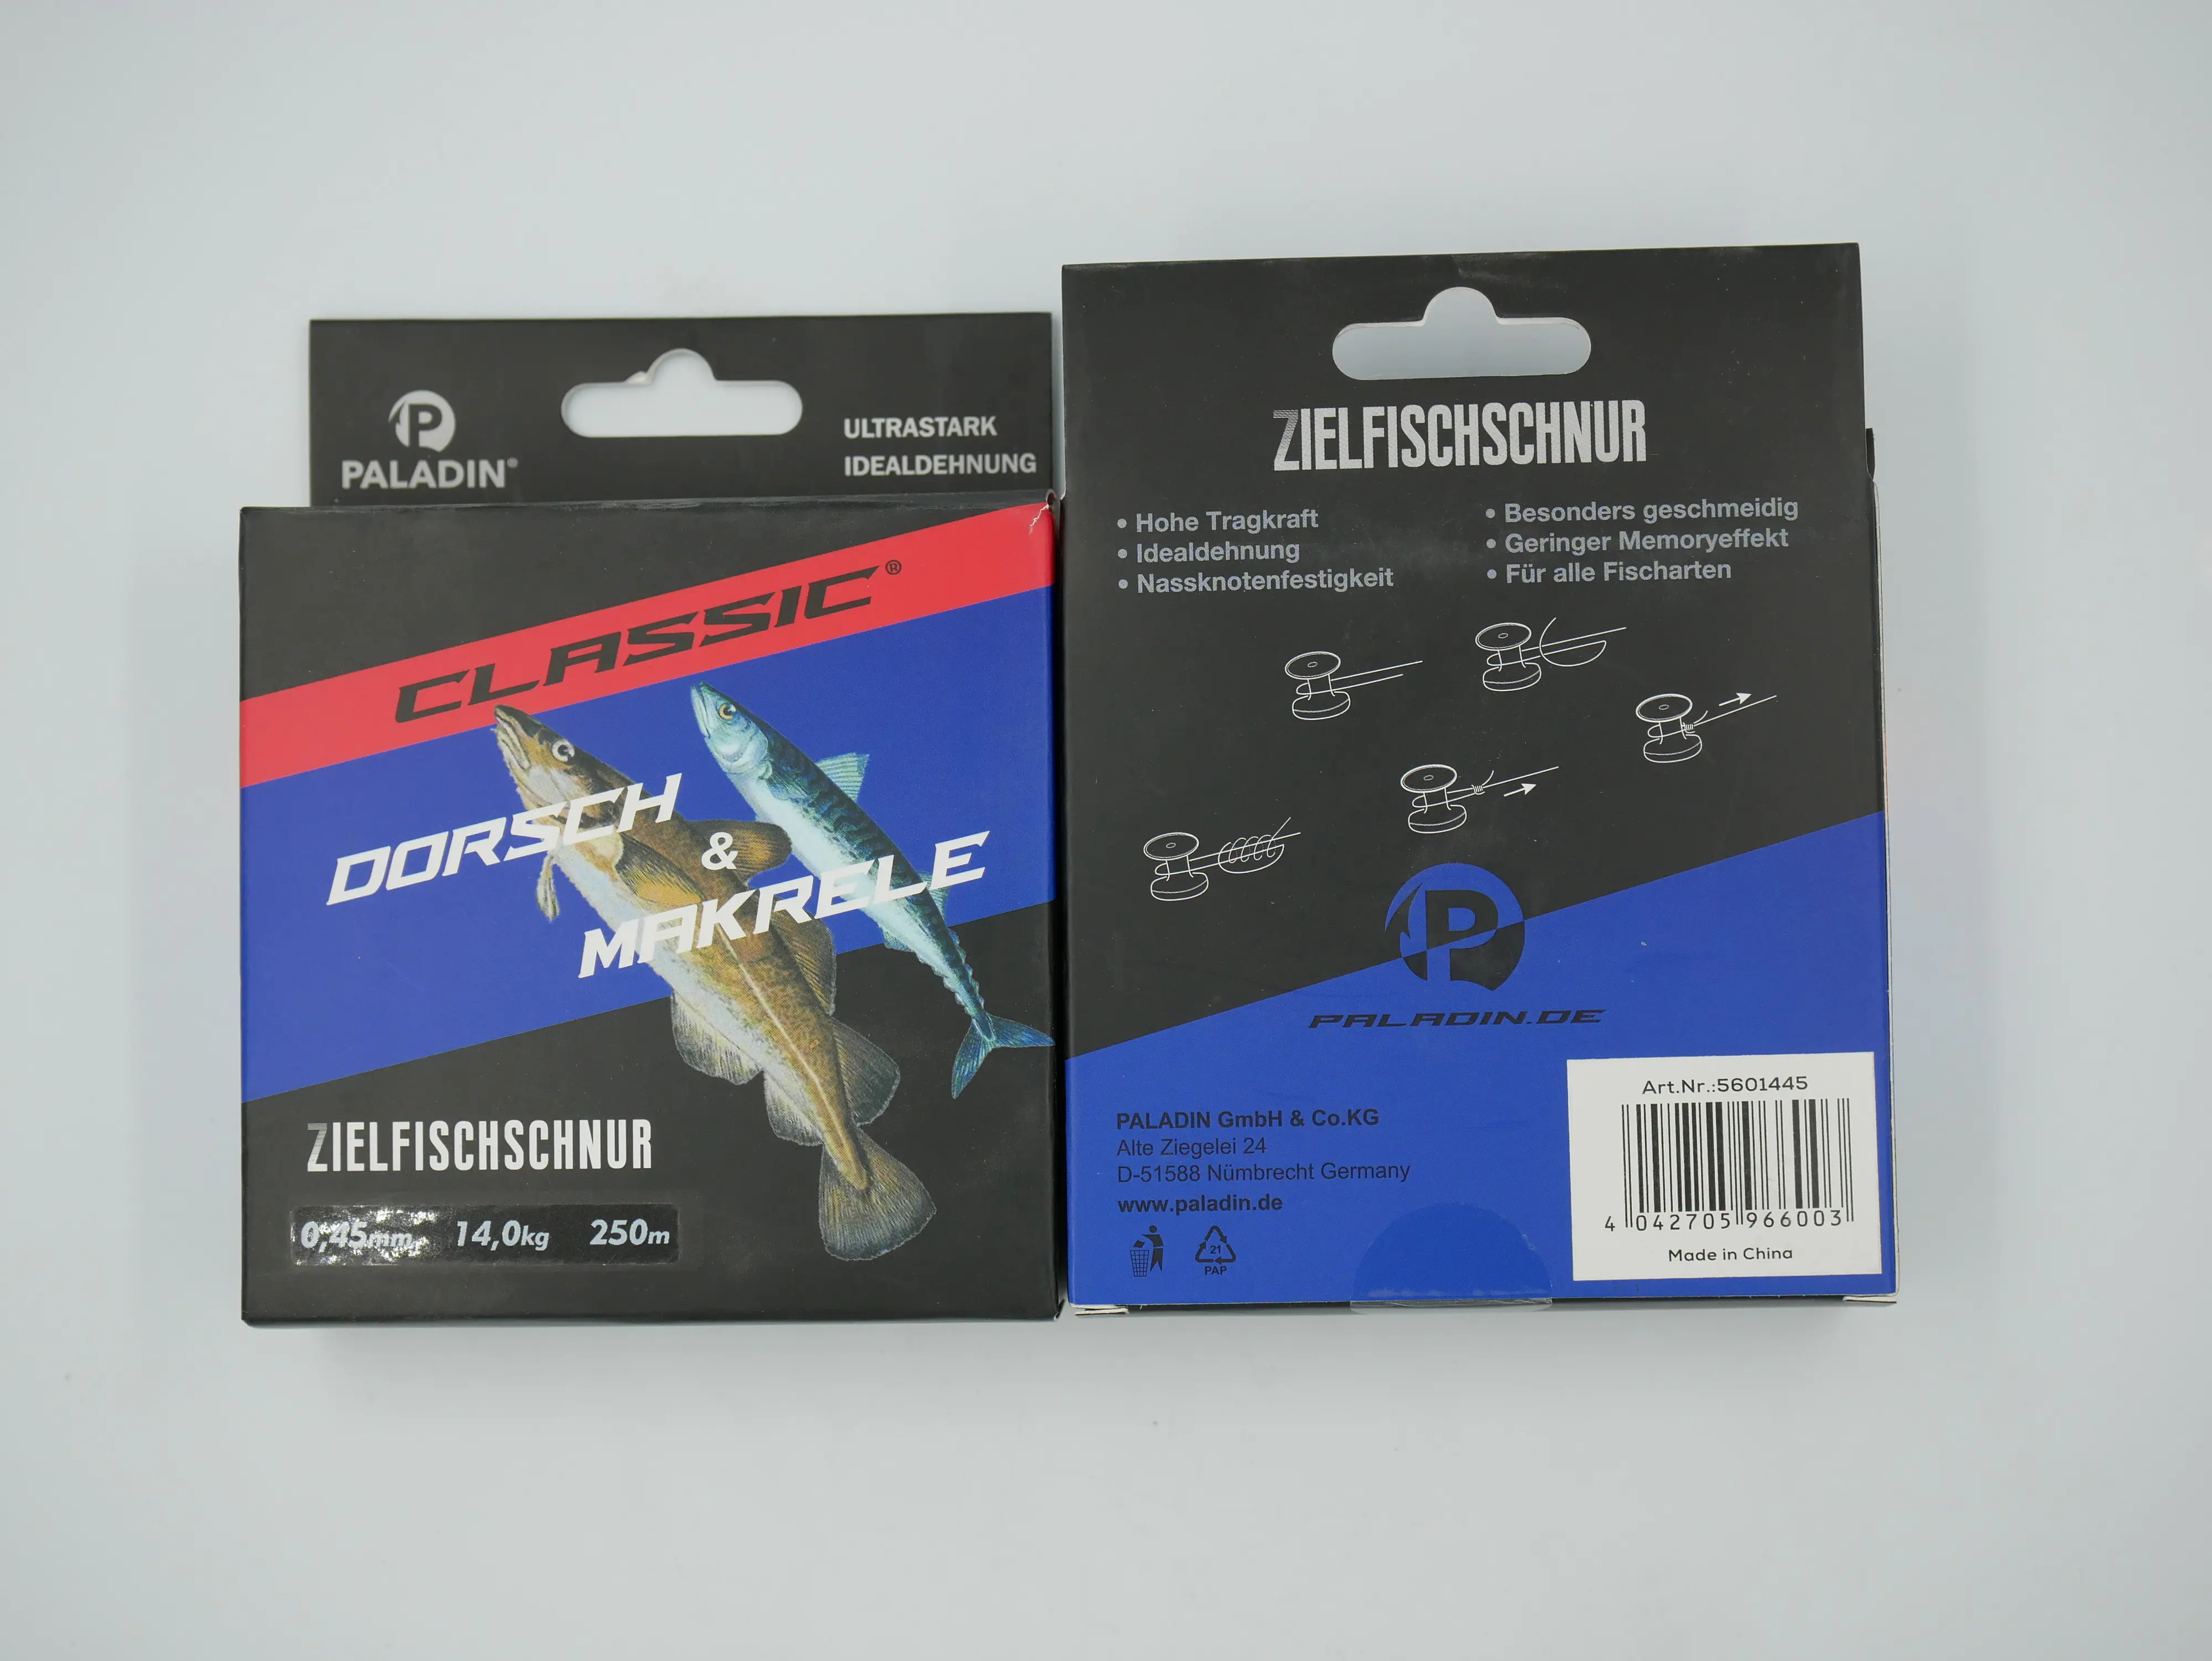 PALADIN®
ULTRASTARK
IDEALDEHNUNG
CLASSIC®
DORSCH
&
MAKRELE
ZIELFISCHSCHNUR
0,45mm 14,0kg 250m
ZIELFISCHSCHNUR
• Hohe Tragkraft
• Idealdehnung
• Nassknotenfestigkeit
• Besonders geschmeidig
• Geringer Memoryeffekt
• Für alle Fischarten
P
PALADIN.DE
PALADIN GmbH & Co.KG
Alte Ziegelei 24
D-51588 Nümbrecht Germany
www.paladin.de
21
PAP
Art.Nr.:5601445
4 042705 966003
Made in China